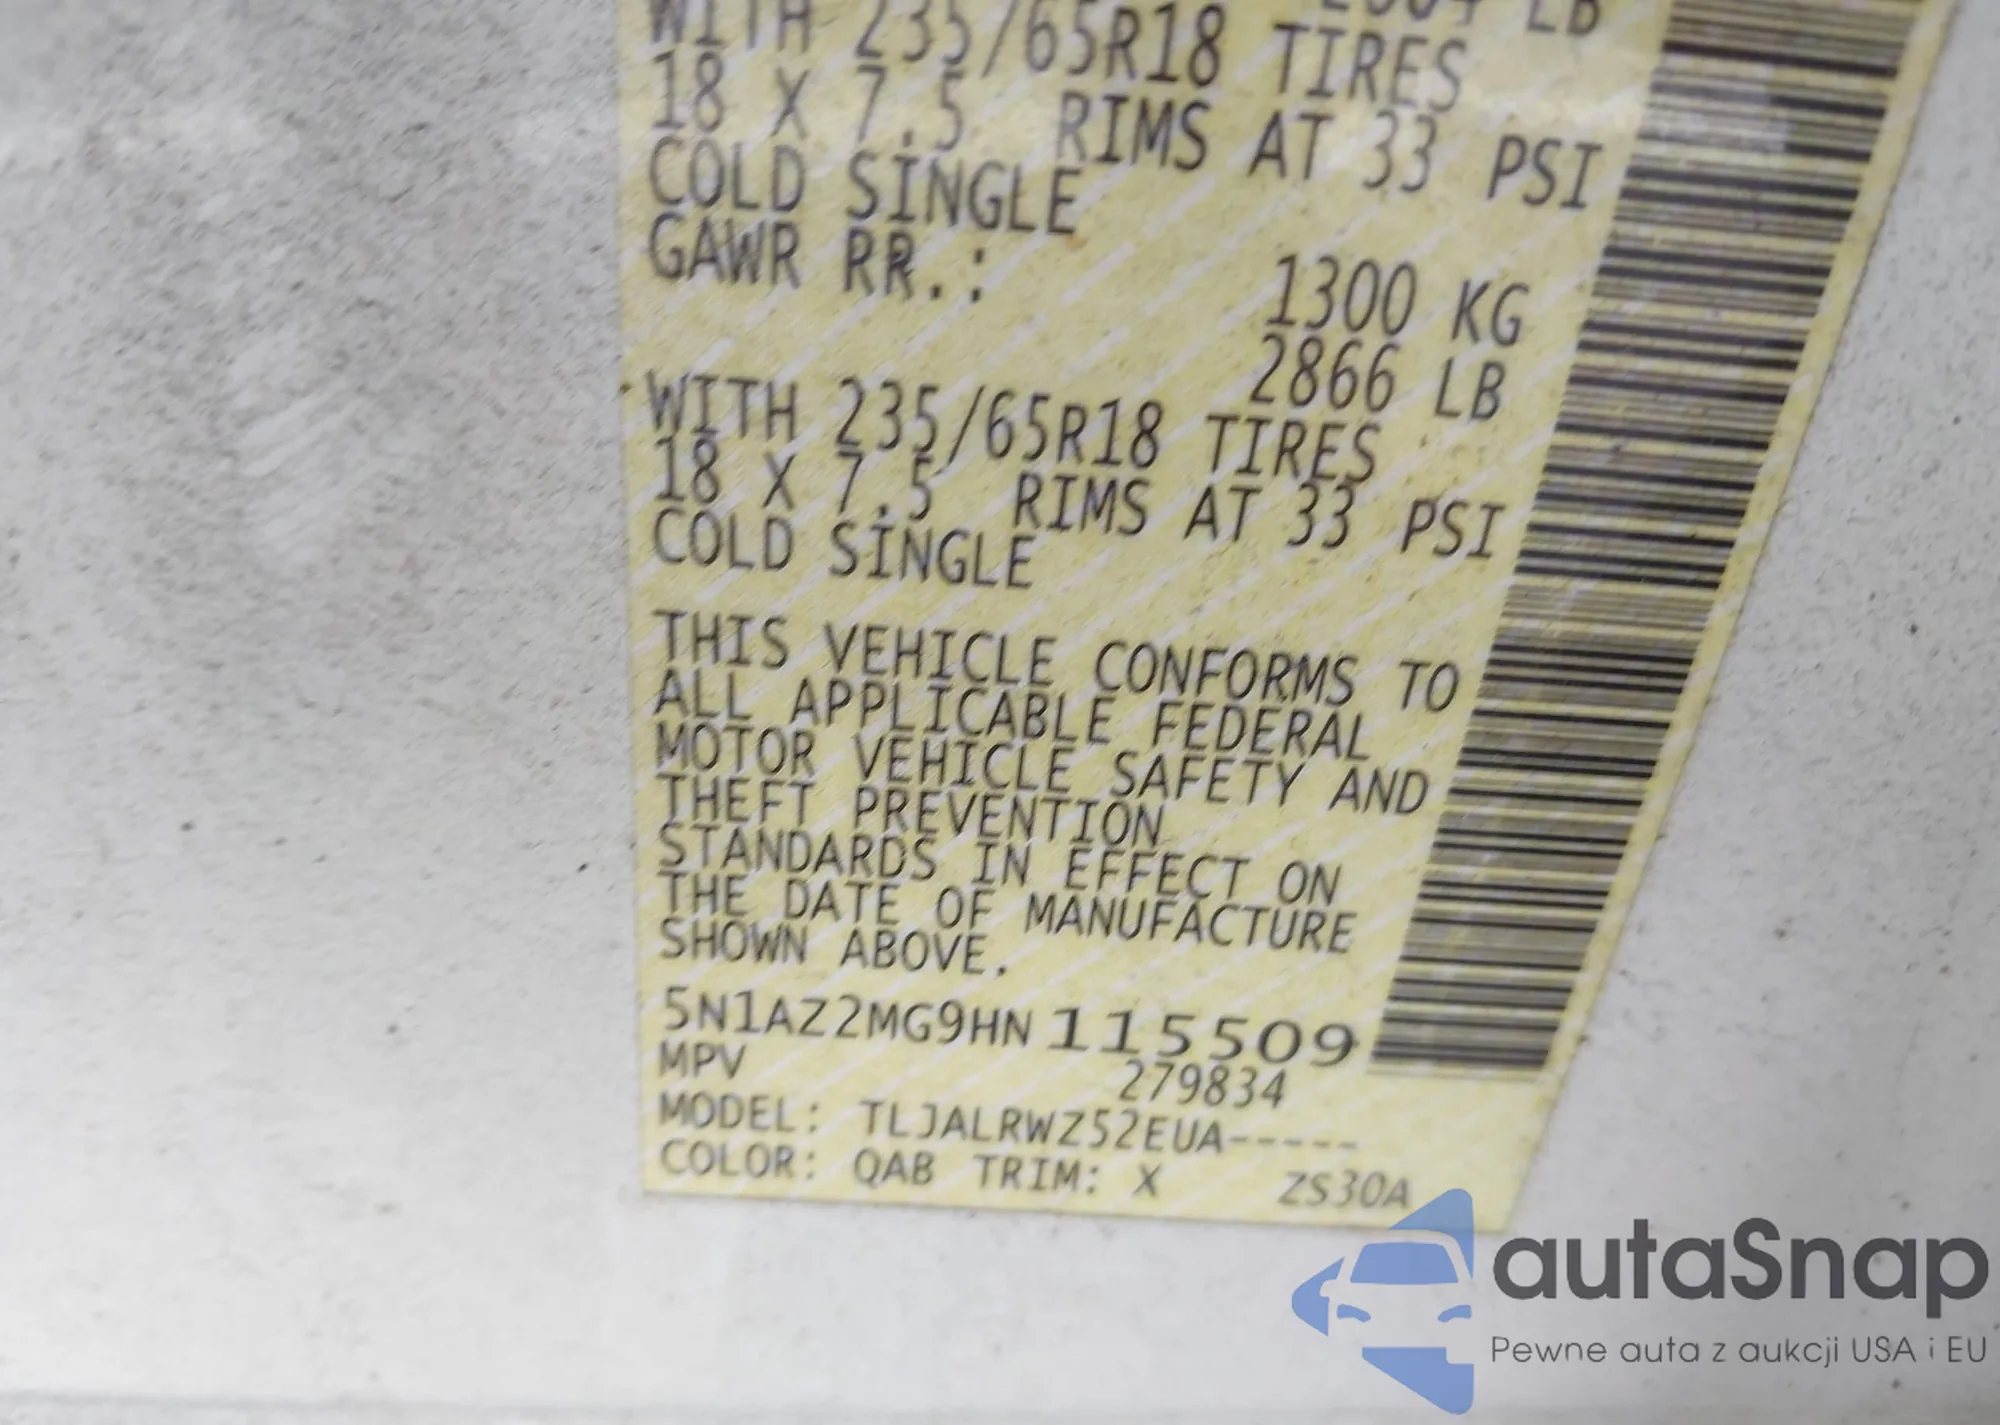 LB
WITH 235/65R18 TIRES
18 X 7.5 RIMS AT 33 PSI
COLD SINGLE
GAWR RR.: 1300 KG
2866 LB
WITH 235/65R18 TIRES
18 X 7.5 RIMS AT 33 PSI
COLD SINGLE
THIS VEHICLE CONFORMS TO
ALL APPLICABLE FEDERAL
MOTOR VEHICLE SAFETY AND
THEFT PREVENTION
STANDARDS IN EFFECT ON
THE DATE OF MANUFACTURE
SHOWN ABOVE.
5N1AZ2MG9HN115509
MPV 279834
MODEL: TLJALRWZ52EUA-----
COLOR: QAB TRIM: X ZS30A
autaSnap
Pewne auta z aukcji USA i EU